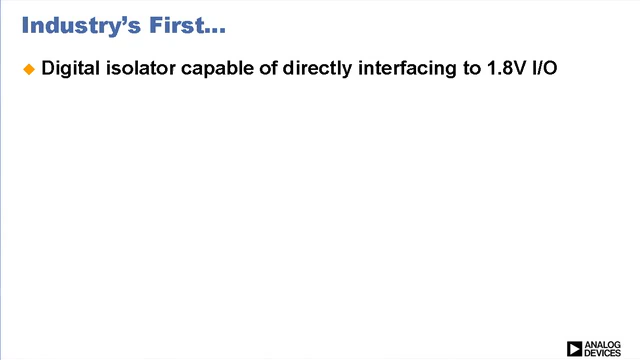 Industry's First...
Digital isolator capable of directly interfacing to 1.8V I/O
ANALOG
DEVICES